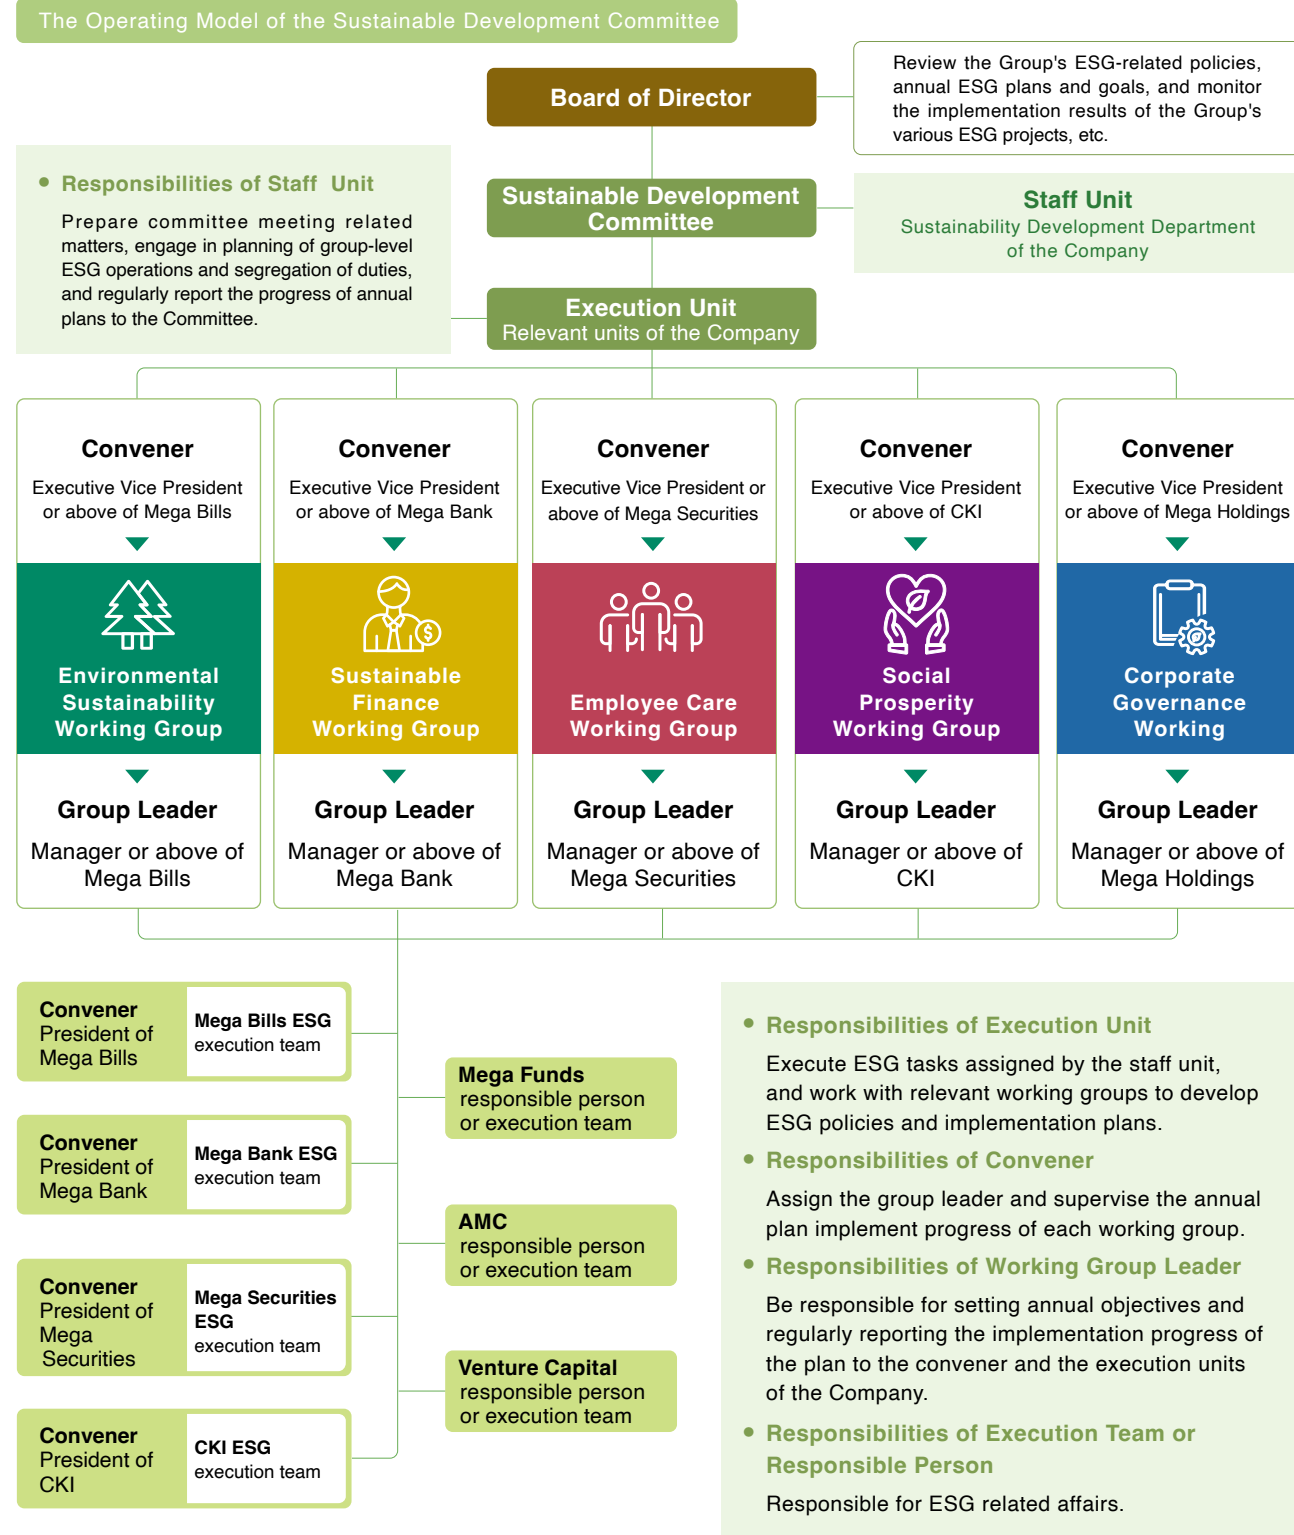 The Operating Model of the Sustainable Development Committee
Board of Director
Review the Group's ESG-related policies,
annual ESG plans and goals, and monitor
the implementation results of the Group's
various ESG projects, etc.
• Responsibilities of Staff Unit
Prepare committee meeting related
matters, engage in planning of group-level
ESG operations and segregation of duties,
and regularly report the progress of annual
plans to the Committee.
Sustainable Development
Committee
Staff Unit
Sustainability Development Department
of the Company
Execution Unit
Relevant units of the Company
Convener
Executive Vice President
or above of Mega Bills
Environmental
Sustainability
Working Group
Group Leader
Manager or above of
Mega Bills
Convener
Executive Vice President
or above of Mega Bank
$
Sustainable
Finance
Working Group
Group Leader
Manager or above of
Mega Bank
Convener
Executive Vice President or
above of Mega Securities
Employee Care
Working Group
Group Leader
Manager or above of
Mega Securities
Convener
Executive Vice President
or above of CKI
Social
Prosperity
Working Group
Group Leader
Manager or above of
CKI
Convener
Executive Vice President
or above of Mega Holdings
Corporate
Governance
Working
Group Leader
Manager or above of
Mega Holdings
Convener
President of
Mega Bills
Mega Bills ESG
execution team
Convener
President of
Mega Bank
Mega Bank ESG
execution team
Convener
President of
Mega
Securities
Mega Securities
ESG
execution team
Convener
President of
CKI
CKI ESG
execution team
Mega Funds
responsible person
or execution team
AMC
responsible person
or execution team
Venture Capital
responsible person
or execution team
• Responsibilities of Execution Unit
Execute ESG tasks assigned by the staff unit,
and work with relevant working groups to develop
ESG policies and implementation plans.
• Responsibilities of Convener
Assign the group leader and supervise the annual
plan implement progress of each working group.
• Responsibilities of Working Group Leader
Be responsible for setting annual objectives and
regularly reporting the implementation progress of
the plan to the convener and the execution units
of the Company.
• Responsibilities of Execution Team or
Responsible Person
Responsible for ESG related affairs.